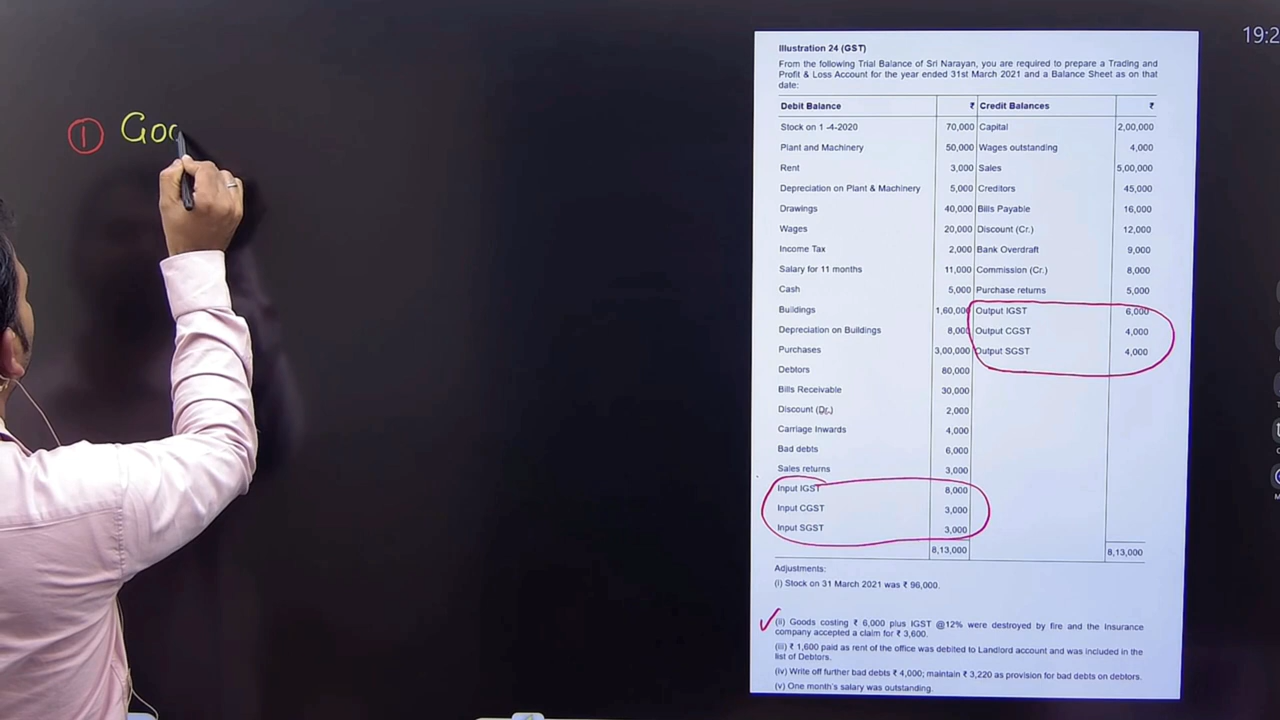 19:2
① Goo
Illustration 24 (GST)
From the following Trial Balance of Sri Narayan, you are required to prepare a Trading and
Profit & Loss Account for the year ended 31st March 2021 and a Balance Sheet as on that
date:
Debit Balance ₹ Credit Balances ₹
Stock on 1 -4-2020 70,000 Capital 2,00,000
Plant and Machinery 50,000 Wages outstanding 4,000
Rent 3,000 Sales 5,00,000
Depreciation on Plant & Machinery 5,000 Creditors 45,000
Drawings 40,000 Bills Payable 16,000
Wages 20,000 Discount (Cr.) 12,000
Income Tax 2,000 Bank Overdraft 9,000
Salary for 11 months 11,000 Commission (Cr.) 8,000
Cash 5,000 Purchase returns 5,000
Buildings 1,60,000 Output IGST 6,000
Depreciation on Buildings 8,000 Output CGST 4,000
Purchases 3,00,000 Output SGST 4,000
Debtors 80,000
Bills Receivable 30,000
Discount (Dr.) 2,000
Carriage Inwards 4,000
Bad debts 6,000
Sales returns 3,000
Input IGST 8,000
Input CGST 3,000
Input SGST 3,000
8,13,000 8,13,000
Adjustments:
(i) Stock on 31 March 2021 was ₹ 96,000.
(ii) Goods costing ₹ 6,000 plus IGST @12% were destroyed by fire and the Insurance
company accepted a claim for ₹ 3,600.
(iii) ₹ 1,600 paid as rent of the office was debited to Landlord account and was included in the
list of Debtors.
(iv) Write off further bad debts ₹ 4,000; maintain ₹ 3,220 as provision for bad debts on debtors.
(v) One month's salary was outstanding.